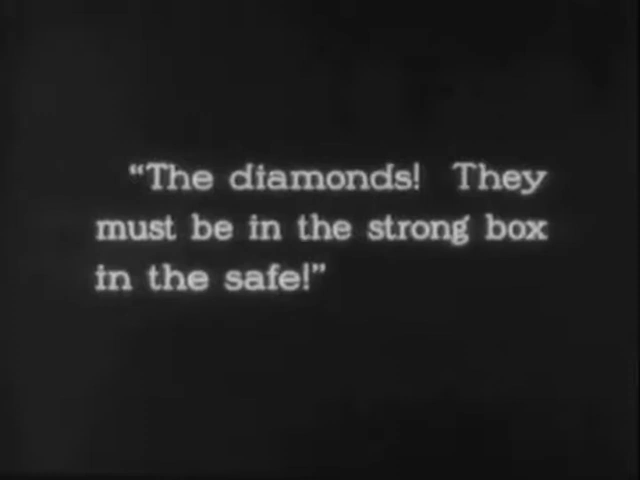 “The diamonds! They
must be in the strong box
in the safe!”